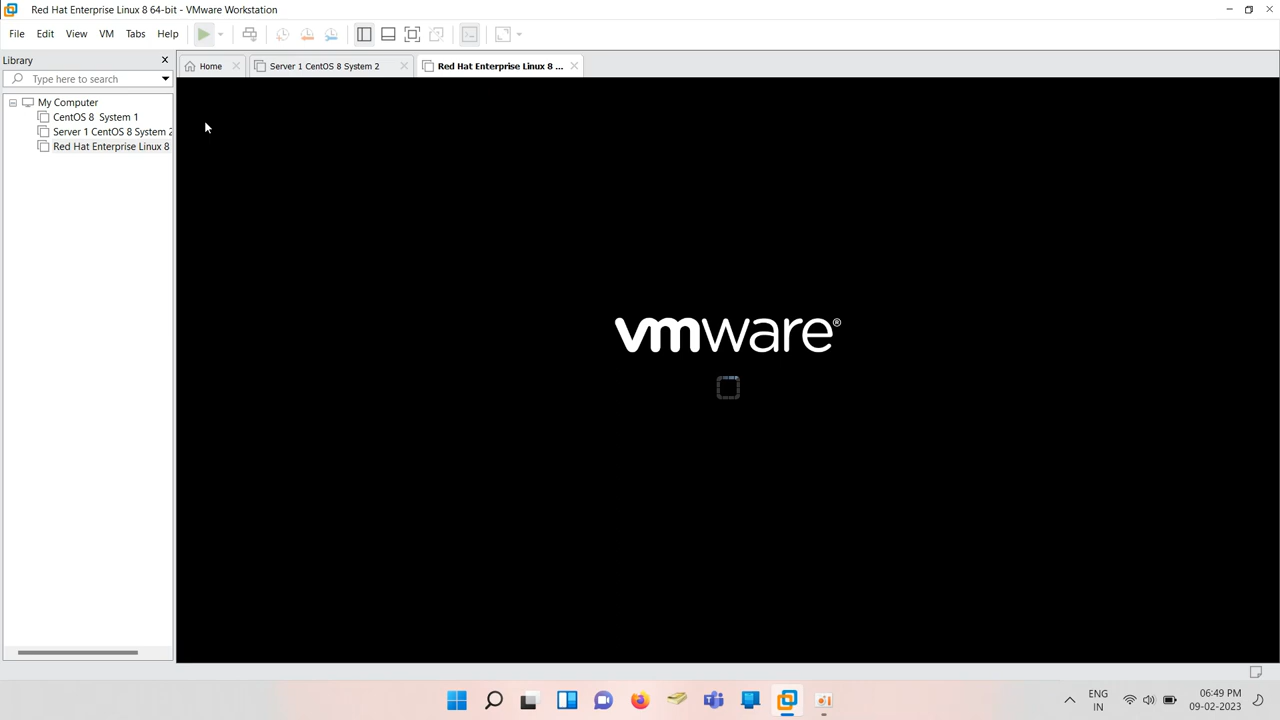 Red Hat Enterprise Linux 8 64-bit - VMware Workstation
File Edit View VM Tabs Help
Library
Type here to search
Home
Server 1 CentOS 8 System 2
Red Hat Enterprise Linux 8 ...
My Computer
CentOS 8 System 1
Server 1 CentOS 8 System 2
Red Hat Enterprise Linux 8
vmware®
ENG
IN
06:49 PM
09-02-2023